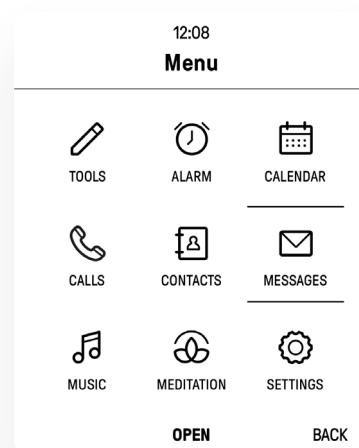 12:08
Menu
TOOLS ALARM CALENDAR
CALLS CONTACTS MESSAGES
MUSIC MEDITATION SETTINGS
OPEN BACK